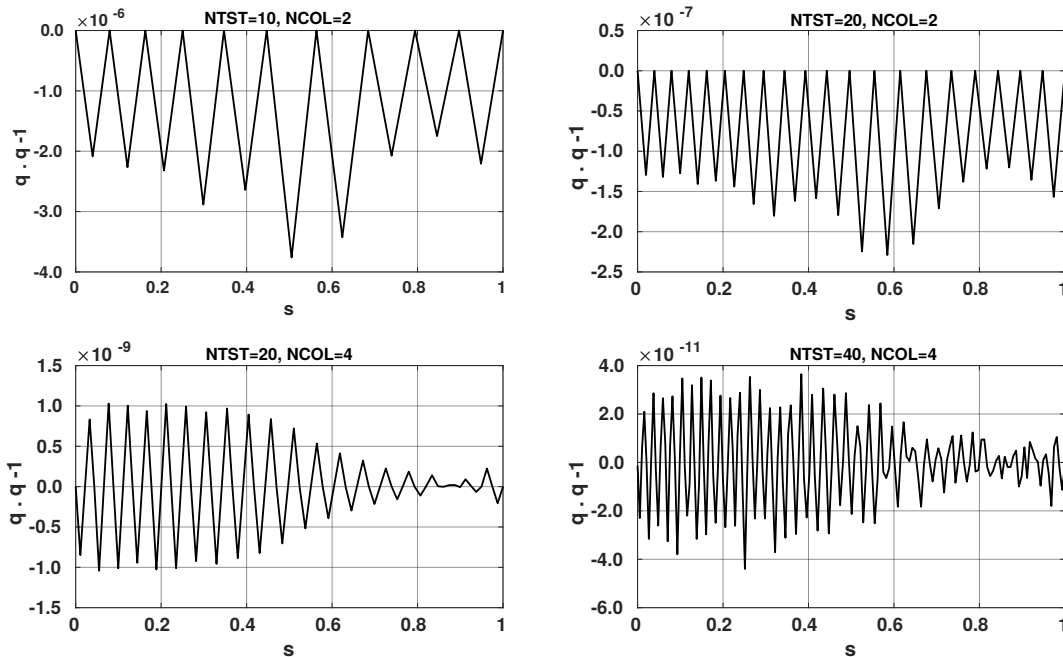 ×10 -6
NTST=10, NCOL=2
0.0
-1.0
-2.0
-3.0
-4.0
q . q -1
0 0.2 0.4 0.6 0.8 1
s
×10 -7
NTST=20, NCOL=2
0.5
0.0
-0.5
-1.0
-1.5
-2.0
-2.5
q . q -1
0 0.2 0.4 0.6 0.8 1
s
×10 -9
NTST=20, NCOL=4
1.5
1.0
0.5
0.0
-0.5
-1.0
-1.5
q . q -1
0 0.2 0.4 0.6 0.8 1
s
×10 -11
NTST=40, NCOL=4
4.0
2.0
0.0
-2.0
-4.0
-6.0
q . q -1
0 0.2 0.4 0.6 0.8 1
s